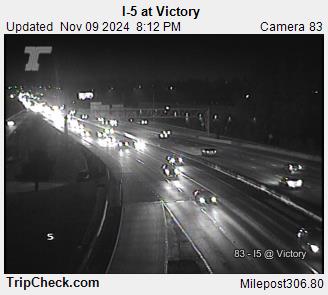 I-5 at Victory
Updated Nov 09 2024 8:12 PM Camera 83
T
S
83 - I5 @ Victory
TripCheck.com Milepost306.80